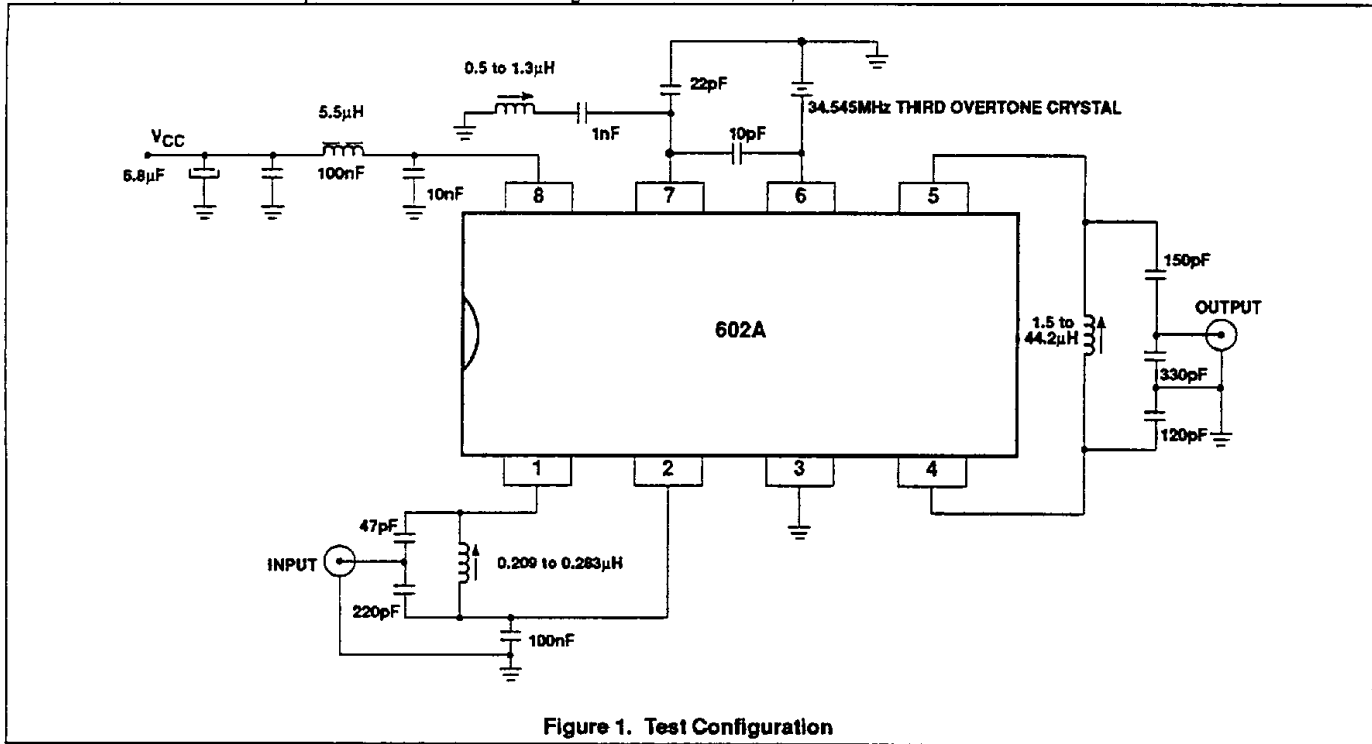 0.5 to 1.3μH
22pF
34.545MHz THIRD OVERTONE CRYSTAL
5.5μH
1nF
10pF
VCC
6.8μF
100nF
10nF
8
7
6
5
150pF
OUTPUT
602A
1.5 to
44.2μH
330pF
120pF
1
2
3
4
47pF
INPUT
0.209 to 0.283μH
220pF
100nF
Figure 1. Test Configuration